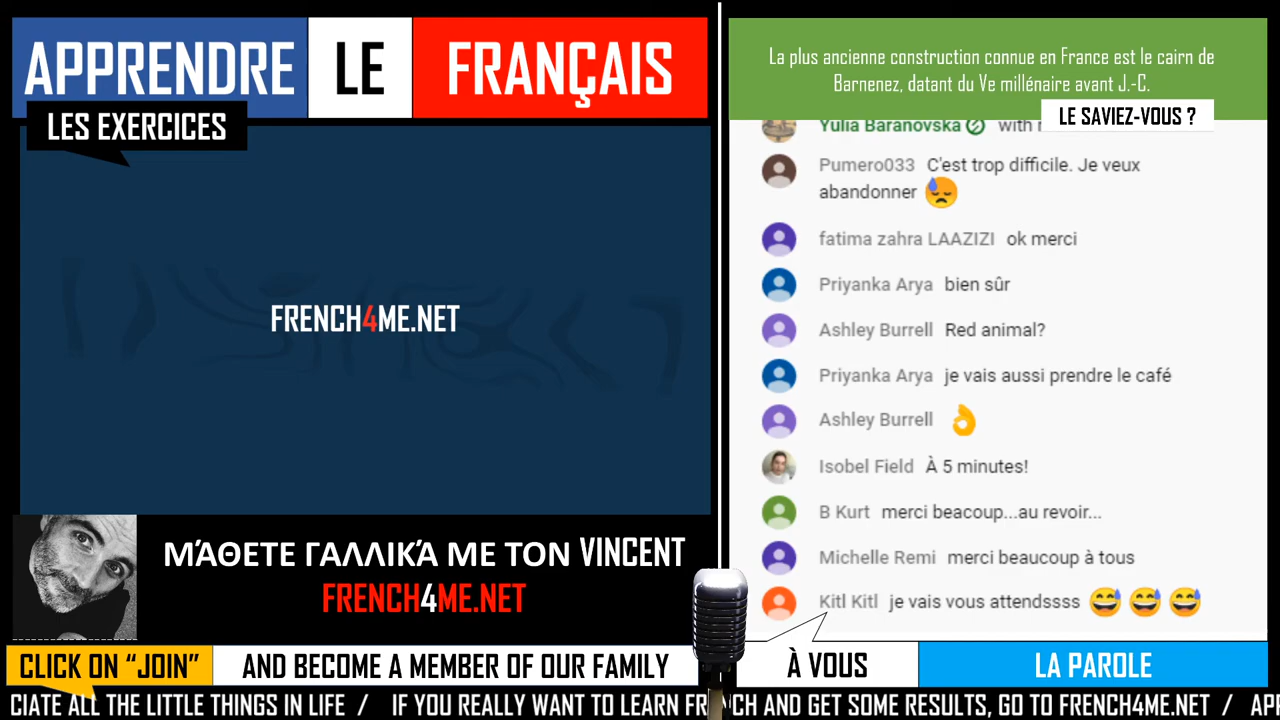 APPRENDRE LE FRANÇAIS
LES EXERCICES
FRENCH4ME.NET
ΜΆΘΕΤΕ ΓΑΛΛΙΚΆ ΜΕ ΤΟΝ VINCENT
FRENCH4ME.NET
La plus ancienne construction connue en France est le cairn de
Barnenez, datant du Ve millénaire avant J.-C.
LE SAVIEZ-VOUS ?
Yulia Baranovska with
Pumero033 C'est trop difficile. Je veux
abandonner 😓
fatima zahra LAAZIZI ok merci
Priyanka Arya bien sûr
Ashley Burrell Red animal?
Priyanka Arya je vais aussi prendre le café
Ashley Burrell 👌
Isobel Field À 5 minutes!
B Kurt merci beacoup...au revoir...
Michelle Remi merci beaucoup à tous
Kitl Kitl je vais vous attendssss 😅 😅 😅
CLICK ON “JOIN” AND BECOME A MEMBER OF OUR FAMILY
À VOUS LA PAROLE
CIATE ALL THE LITTLE THINGS IN LIFE / IF YOU REALLY WANT TO LEARN FRENCH AND GET SOME RESULTS, GO TO FRENCH4ME.NET / APP